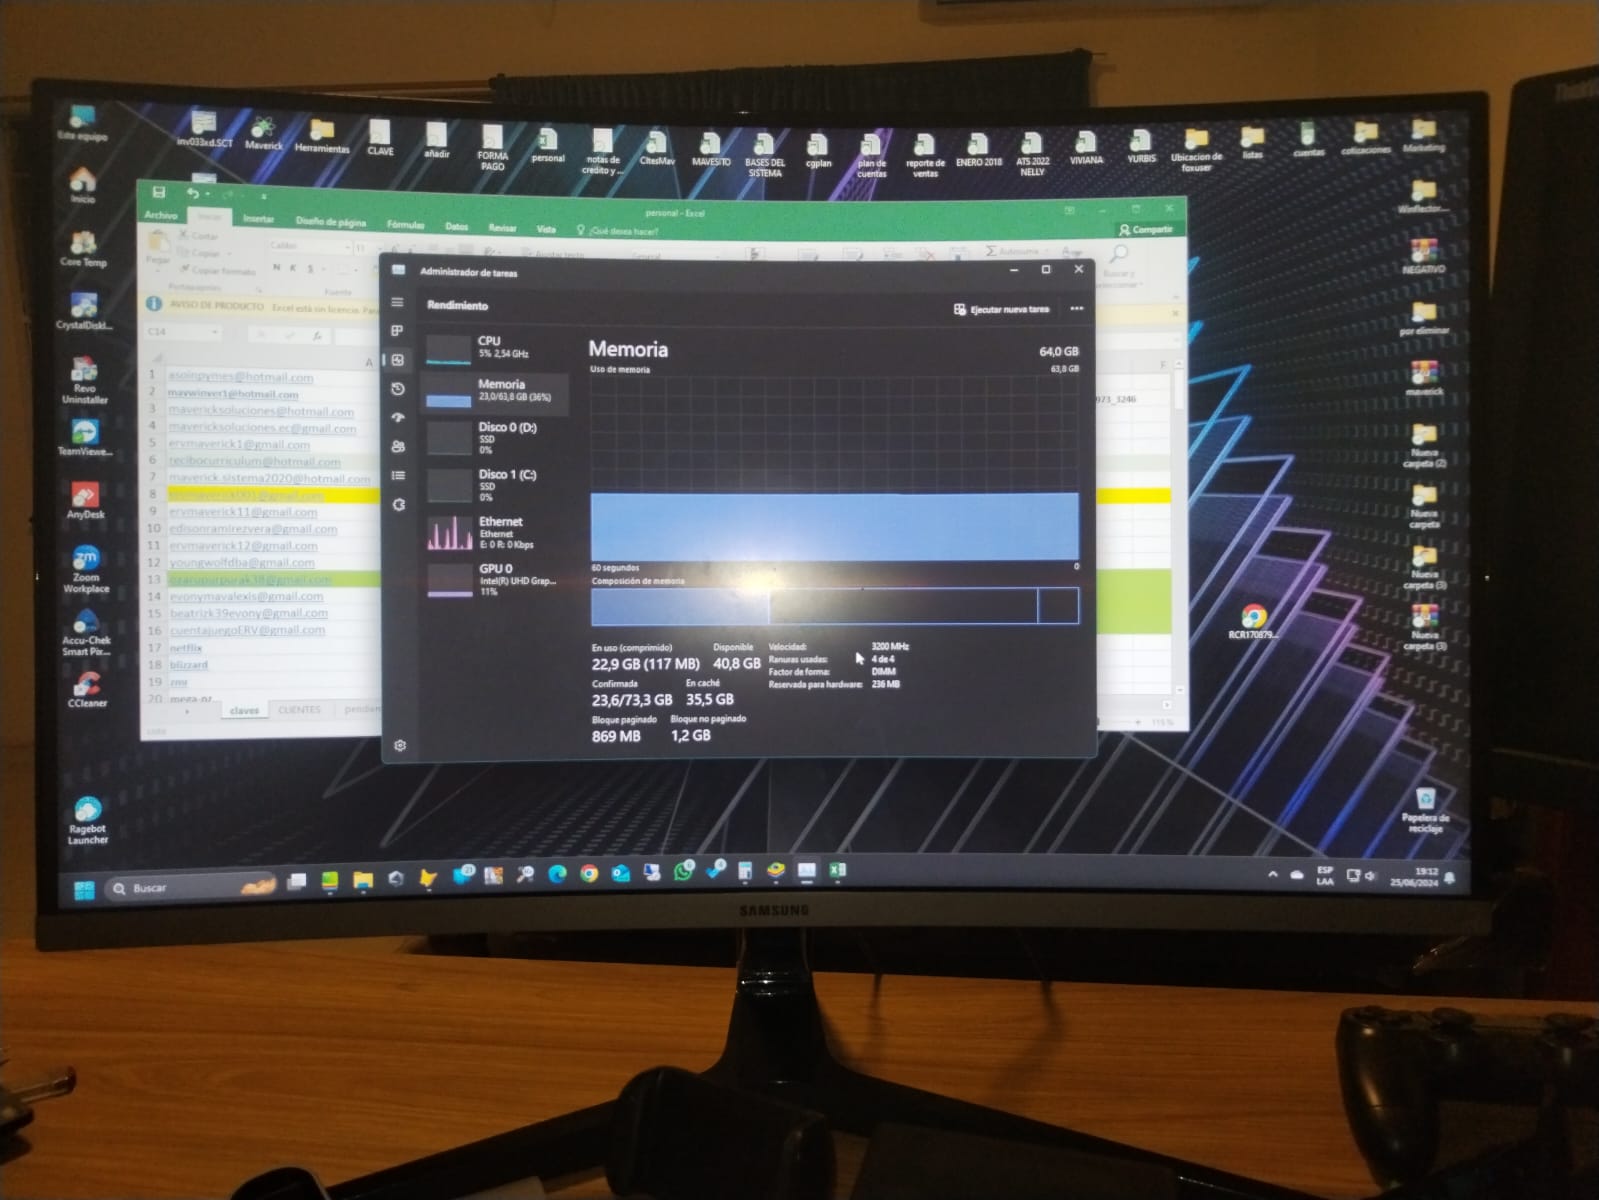 Este equipo
inv033xd.SCT
Maverick
Herramientas
CLAVE
añadir
FORMA PAGO
personal
notas de credito y ...
CitesMav
MAVESITO
BASES DEL SISTEMA
cgplan
plan de cuentas
reporte de ventas
ENERO 2018
ATS 2022 NELLY
VIVIANA
YURBIS
Ubicacion de foxuser
listas
cuentas
cotizaciones
Marketing
Inicio
Core Temp
CrystalDiskI...
Revo Uninstaller
TeamViewe...
AnyDesk
Zoom Workplace
Accu-Chek Smart Pix...
CCleaner
Ragebot Launcher
personal - Excel
Archivo
Insertar
Diseño de página
Fórmulas
Datos
Revisar
Vista
¿Qué desea hacer?
Compartir
Pegar
Cortar
Copiar
Copiar formato
Portapapeles
Calibri
11
N K S
Fuente
Ajustar texto
General
Autosuma
AVISO DE PRODUCTO Excel está sin licencia.
C14
fx
A
F
1 asoinpymes@hotmail.com
2 maywinver1@hotmail.com
3 mavericksoluciones@hotmail.com
4 mavericksoluciones.ec@gmail.com
5 ervmaverick1@gmail.com
6 recibocurriculum@hotmail.com
7 maverick.sistema2020@hotmail.com
8
9 ervmaverick11@gmail.com
10 edisonramirezvera@gmail.com
11 ervmaverick12@gmail.com
12 youngwolfdba@gmail.com
13
14 evonymavalexis@gmail.com
15 beatrizk39evony@gmail.com
16 cuentajuegoERV@gmail.com
17 netflix
18 blizzard
19
20
973_3246
claves
CLIENTES
115%
Administrador de tareas
Rendimiento
Ejecutar nueva tarea
CPU
5% 2,54 GHz
Memoria
23,0/63,8 GB (36%)
Disco 0 (D:)
SSD
0%
Disco 1 (C:)
SSD
0%
Ethernet
Ethernet
E: 0 R: 0 Kbps
GPU 0
Intel(R) UHD Grap...
11%
Memoria
64,0 GB
Uso de memoria
63,8 GB
60 segundos
0
Composición de memoria
En uso (comprimido)
22,9 GB (117 MB)
Disponible
40,8 GB
Confirmada
23,6/73,3 GB
En caché
35,5 GB
Bloque paginado
869 MB
Bloque no paginado
1,2 GB
Velocidad: 3200 MHz
Ranuras usadas: 4 de 4
Factor de forma: DIMM
Reservada para hardware: 236 MB
Winflector...
NEGATIVO
por eliminar
maverick
Nueva carpeta (2)
Nueva carpeta
Nueva carpeta (3)
Nueva carpeta (3)
RCR170879...
Papelera de reciclaje
Buscar
ESP
LAA
19:12
25/06/2024
SAMSUNG